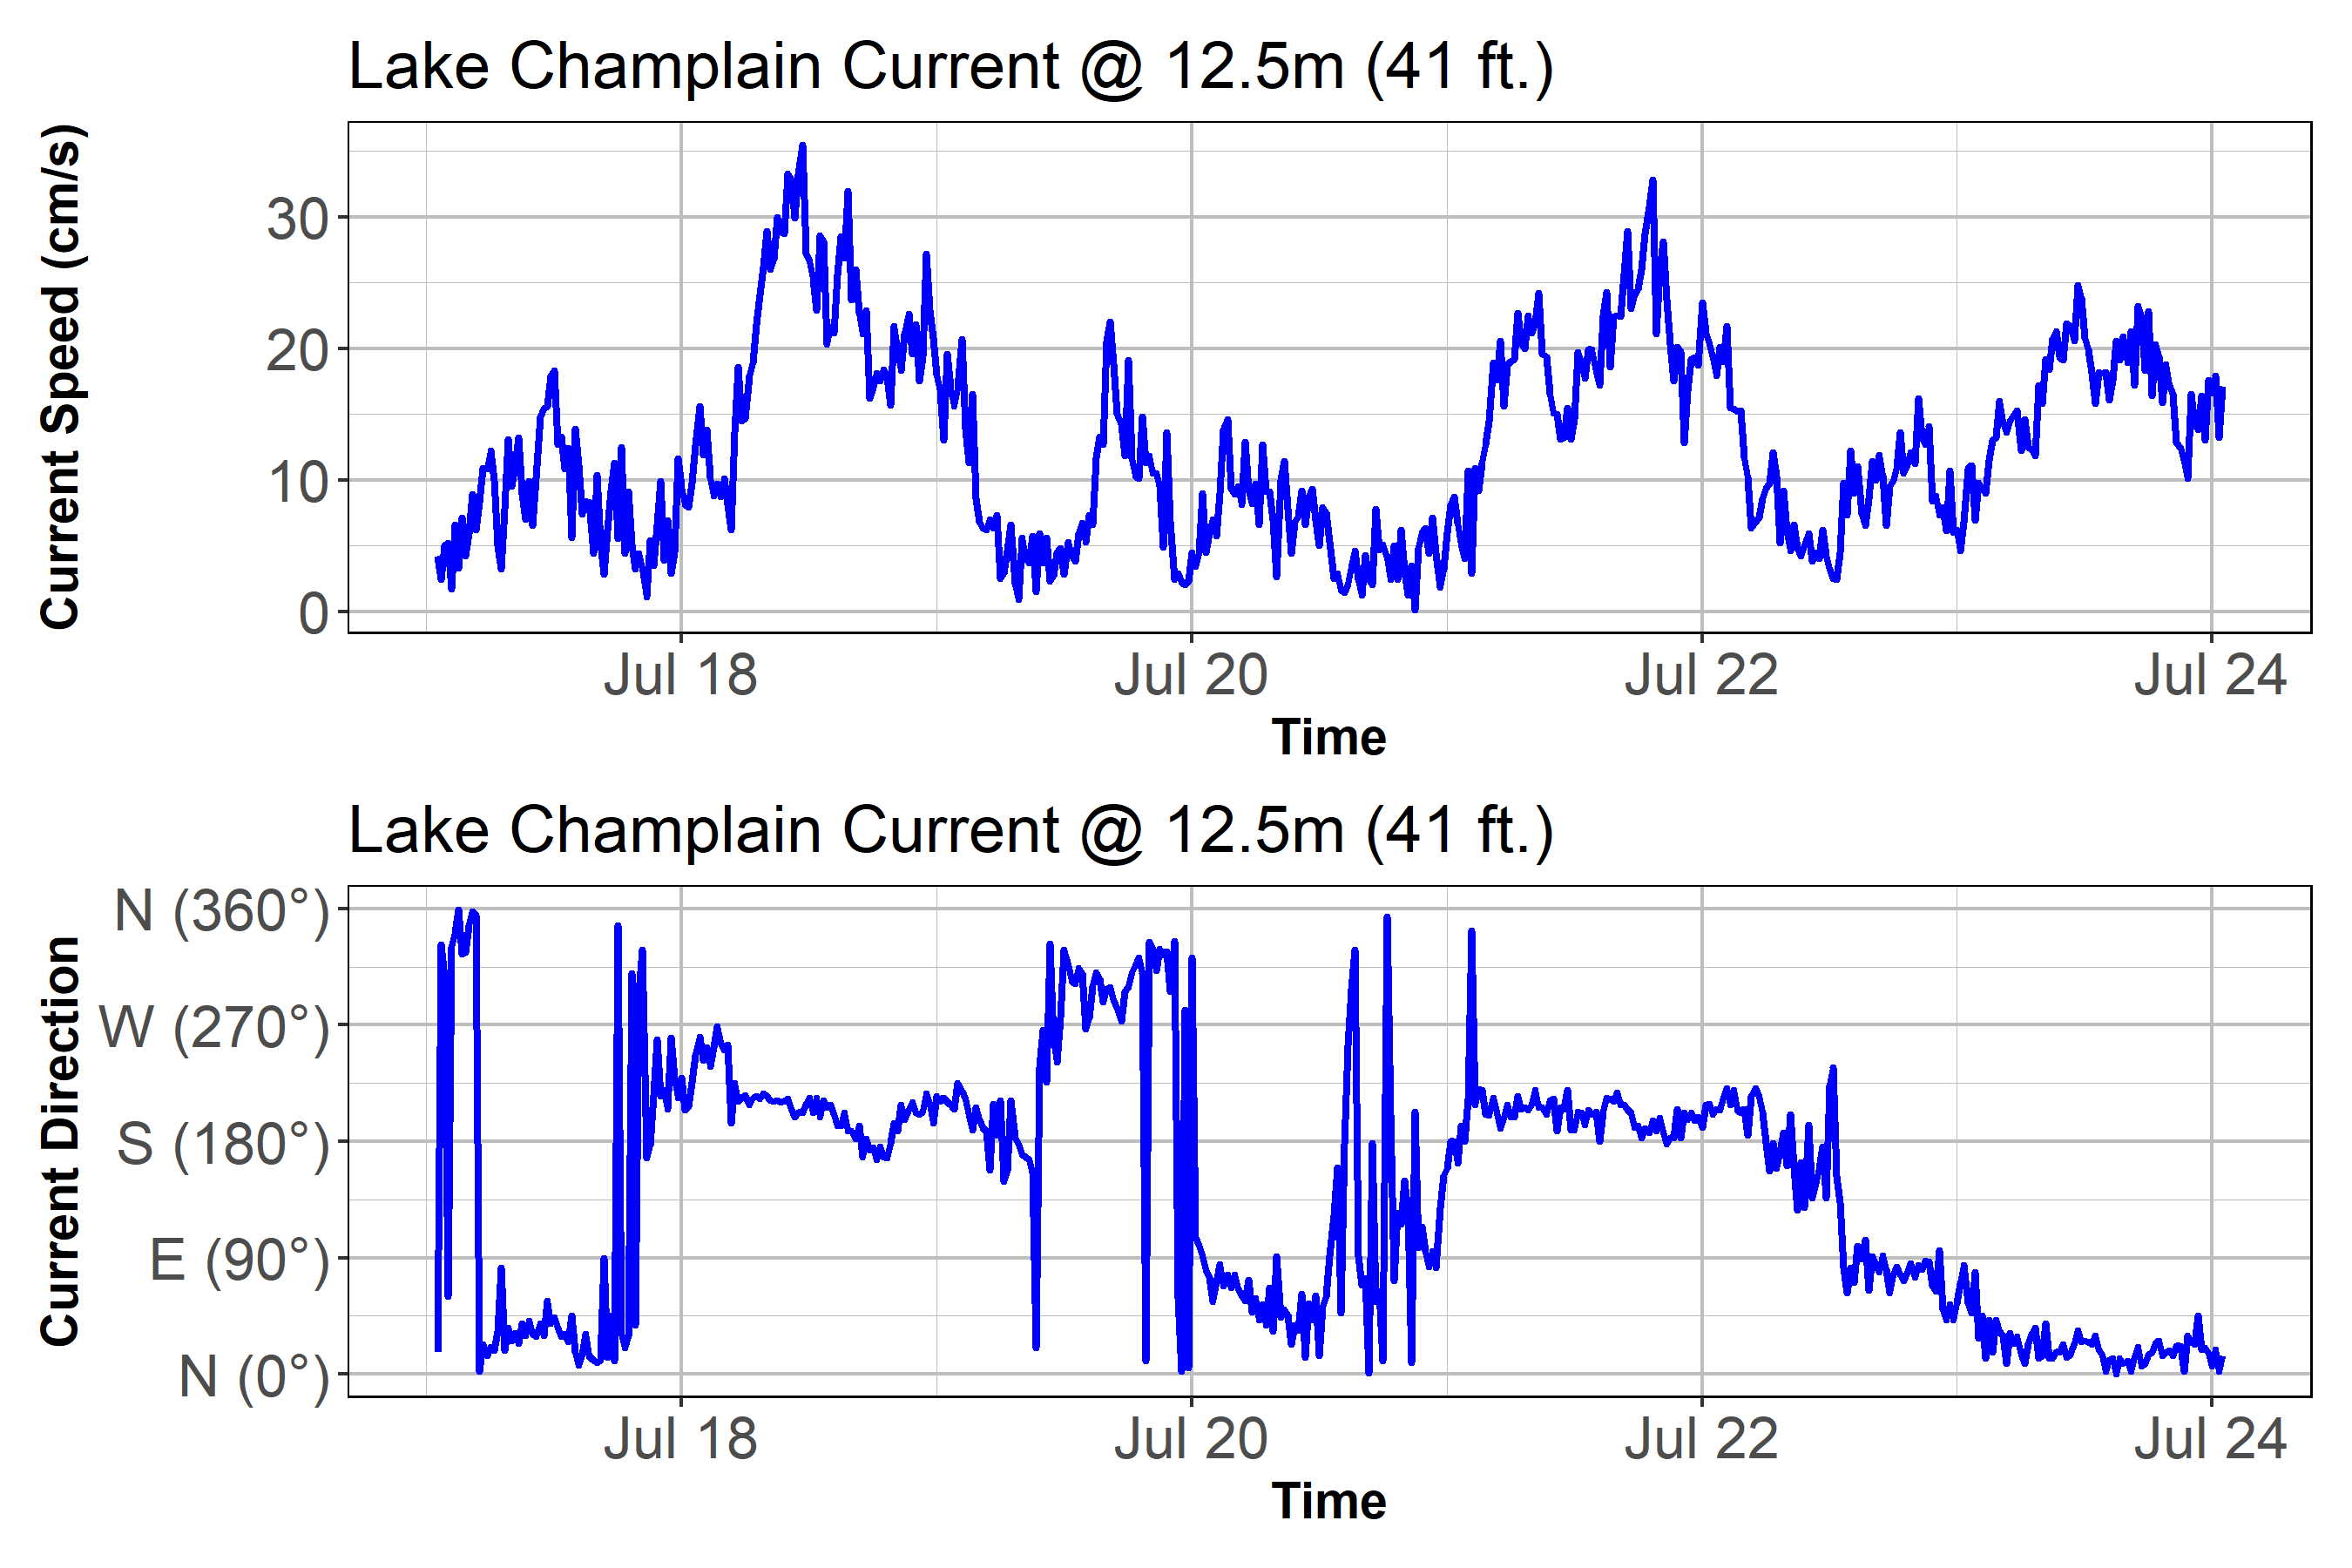 Lake Champlain Current @ 12.5m (41 ft.)
Current Speed (cm/s)
30
20
10
0
Jul 18 Jul 20 Jul 22 Jul 24
Time
Lake Champlain Current @ 12.5m (41 ft.)
Current Direction
N (360°)
W (270°)
S (180°)
E (90°)
N (0°)
Jul 18 Jul 20 Jul 22 Jul 24
Time